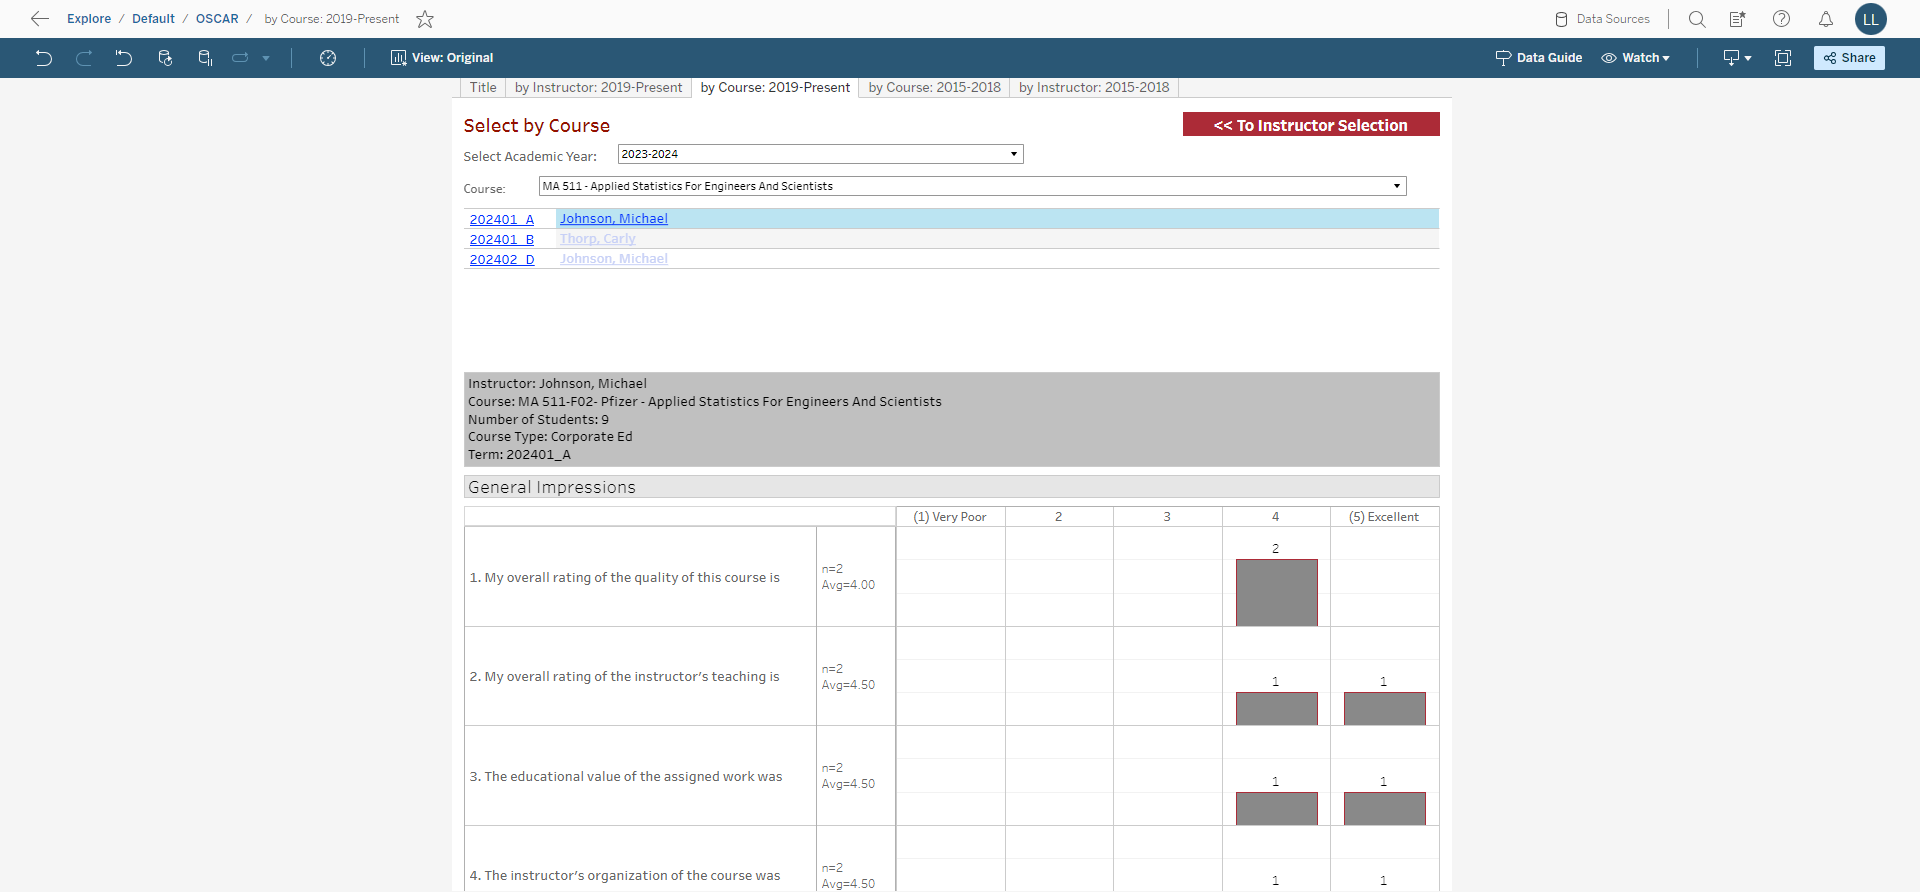 Explore / Default / OSCAR / by Course: 2019-Present
Data Sources
LL
View: Original
Data Guide
Watch
Share
Title
by Instructor: 2019-Present
by Course: 2019-Present
by Course: 2015-2018
by Instructor: 2015-2018
Select by Course
<< To Instructor Selection
Select Academic Year:
2023-2024
Course:
MA 511 - Applied Statistics For Engineers And Scientists
202401_A Johnson, Michael
202401_B Thorp, Carly
202402_D Johnson, Michael
Instructor: Johnson, Michael
Course: MA 511-F02- Pfizer - Applied Statistics For Engineers And Scientists
Number of Students: 9
Course Type: Corporate Ed
Term: 202401_A
General Impressions
(1) Very Poor 2 3 4 (5) Excellent
2
1. My overall rating of the quality of this course is
n=2
Avg=4.00
2. My overall rating of the instructor's teaching is
n=2
Avg=4.50
1 1
3. The educational value of the assigned work was
n=2
Avg=4.50
1 1
4. The instructor's organization of the course was
n=2
Avg=4.50
1 1